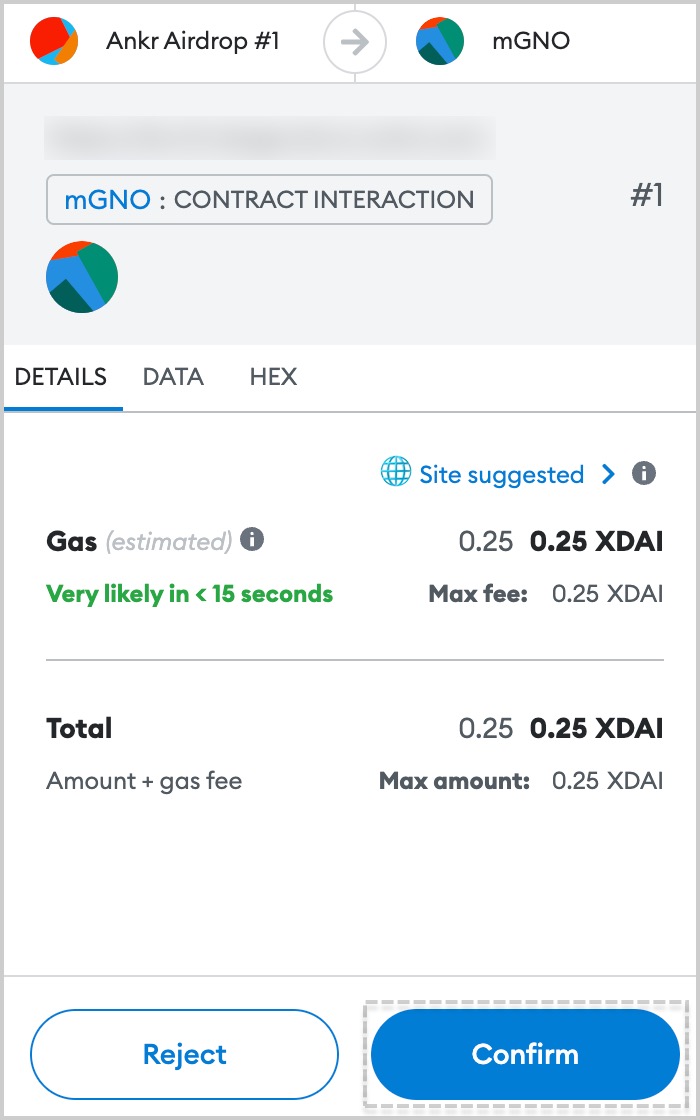 Ankr Airdrop #1 mGNO
mGNO : CONTRACT INTERACTION
#1
DETAILS DATA HEX
Site suggested
Gas (estimated) 0.25 0.25 XDAI
Very likely in < 15 seconds Max fee: 0.25 XDAI
Total 0.25 0.25 XDAI
Amount + gas fee Max amount: 0.25 XDAI
Reject Confirm